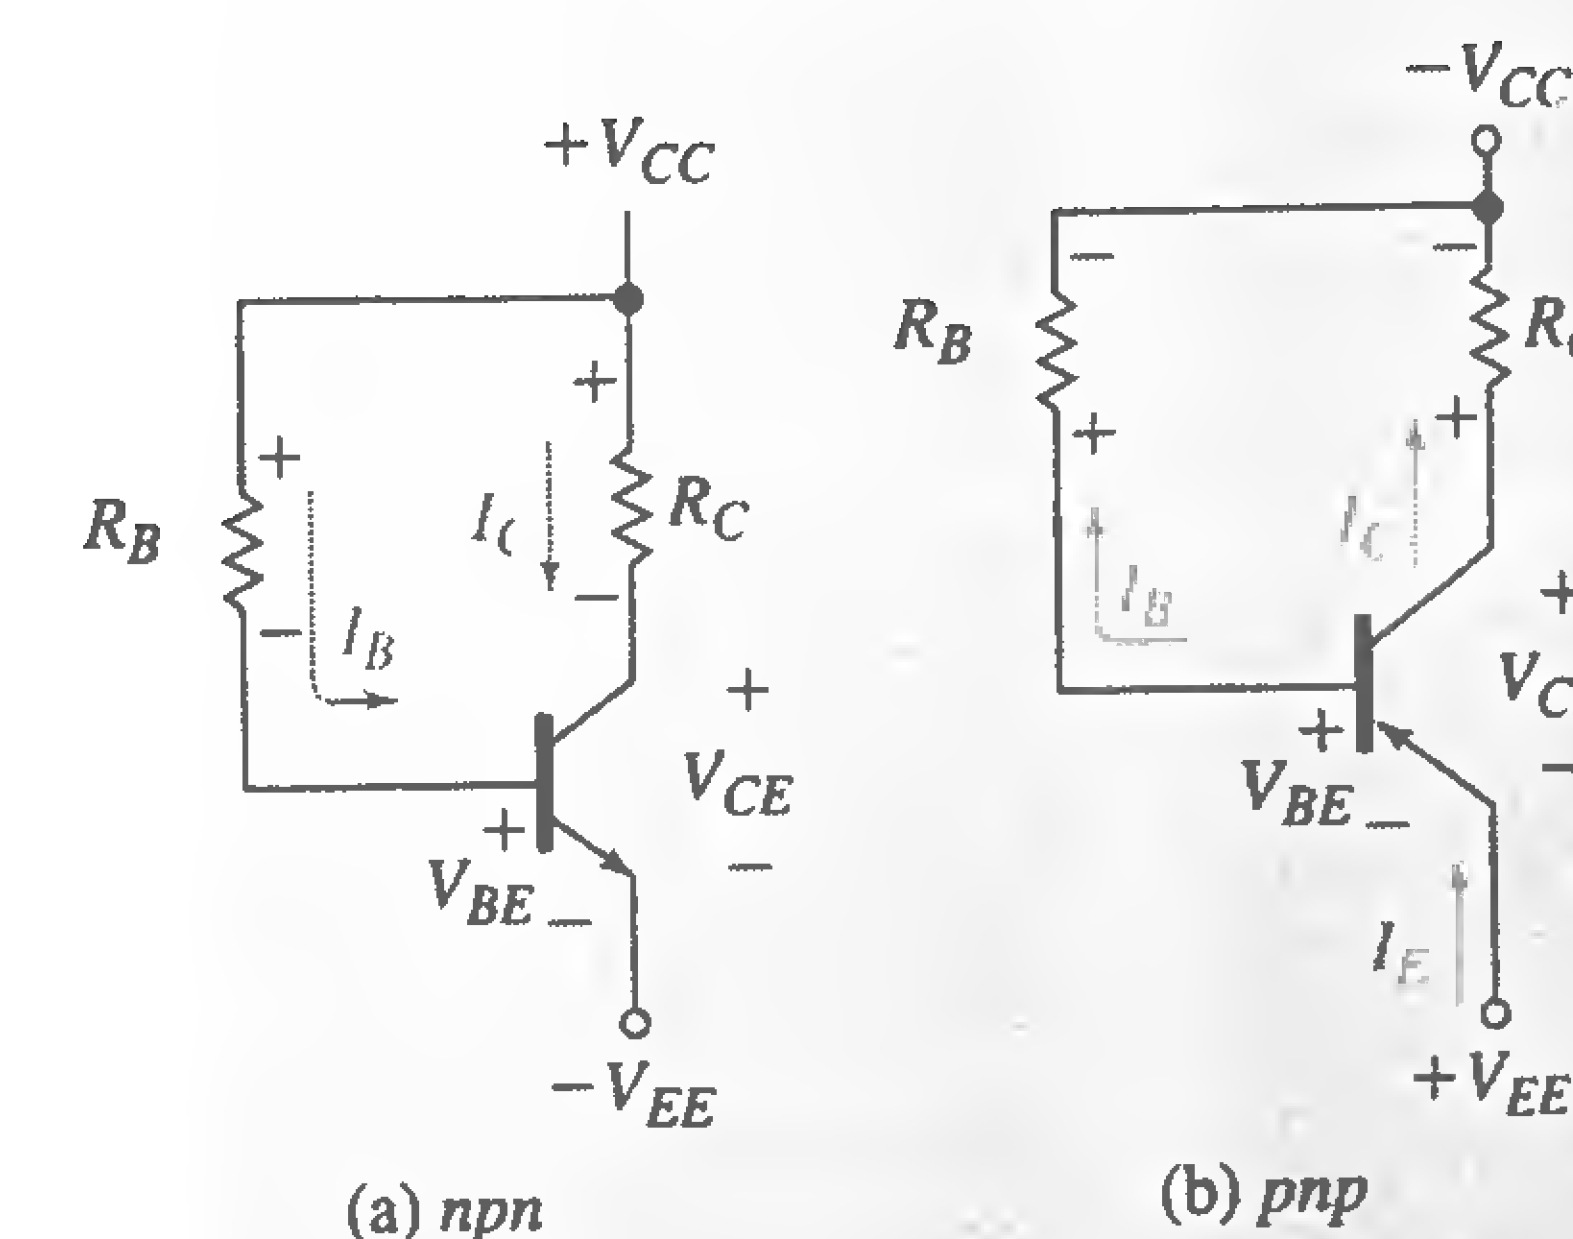 +V_CC
+
+
R_B
I_C
R_C
−
−
I_B
+
V_CE
−
+
V_BE −
−V_EE
(a) npn
−V_CC
−
−
R_B
+
+
I_C
I_B
+
+
V_BE −
−
I_E
+V_EE
(b) pnp